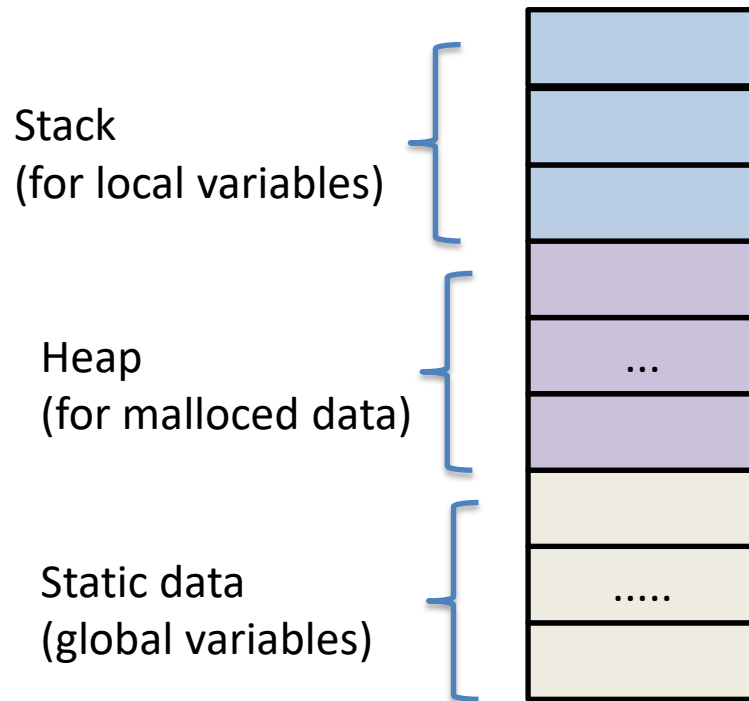 Stack
(for local variables)
Heap
(for malloced data)
...
Static data
(global variables)
.....